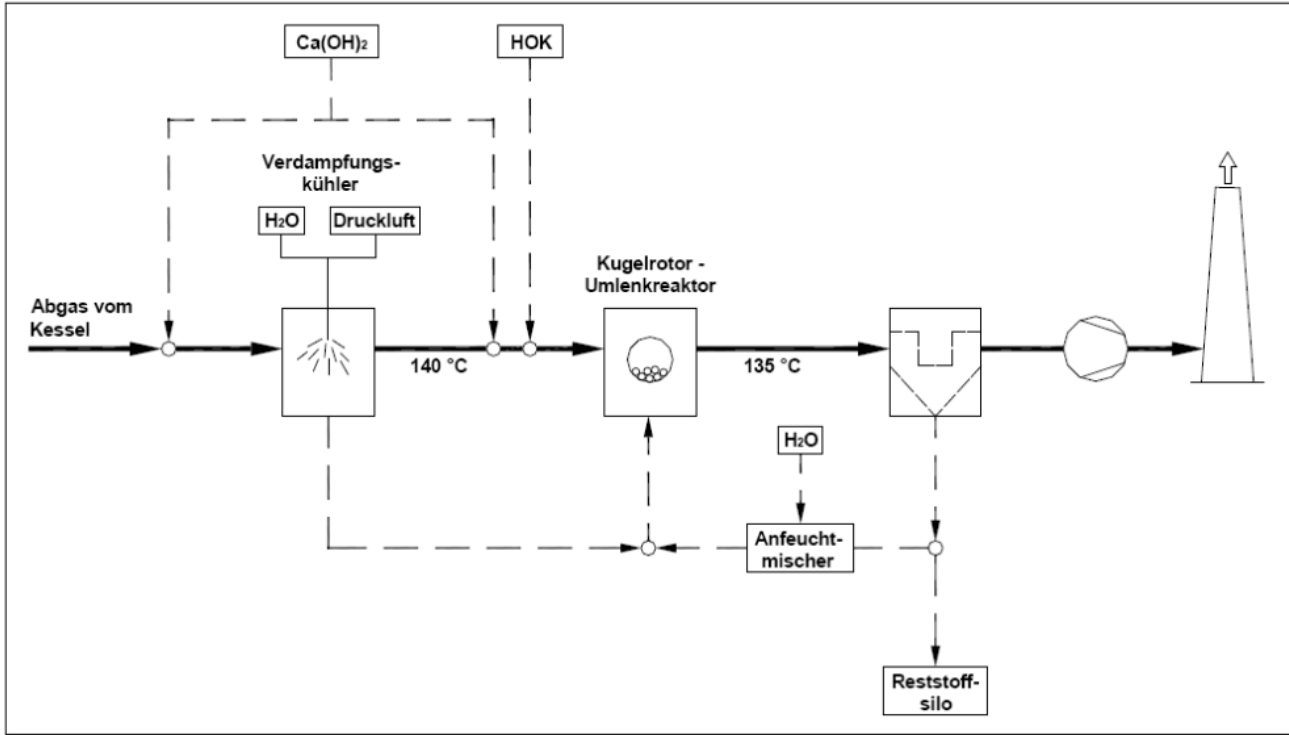 Ca(OH)₂
HOK
Verdampfungs-
kühler
H₂O
Druckluft
Kugelrotor -
Umlenkreaktor
Abgas vom
Kessel
140 °C
135 °C
H₂O
Anfeucht-
mischer
Reststoff-
silo